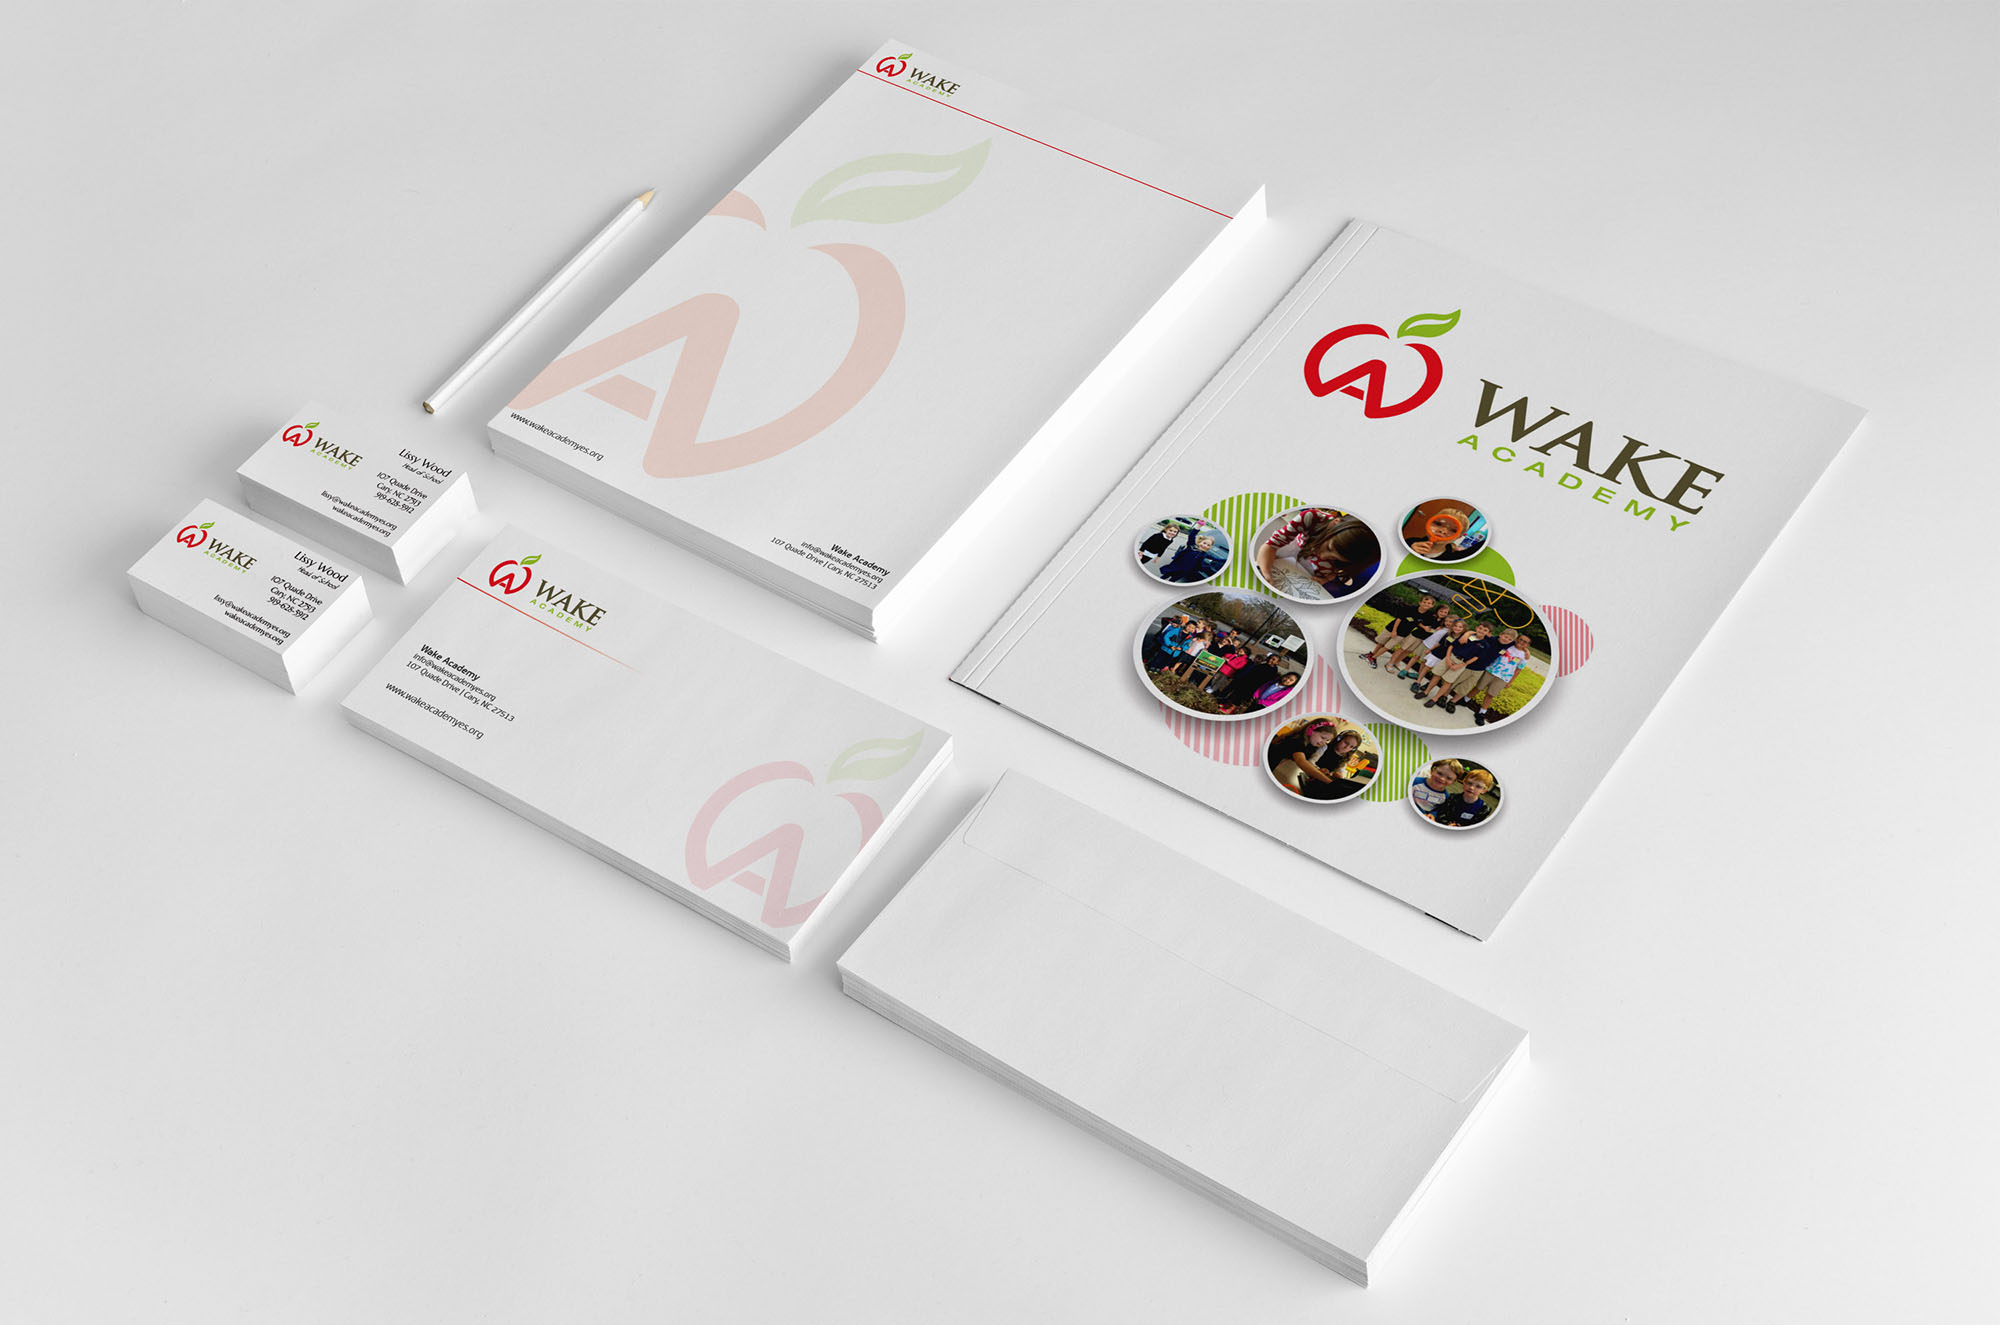 WAKE
ACADEMY
www.wakeacademyes.org
Wake Academy
info@wakeacademyes.org
107 Quade Drive | Cary, NC 27513
WAKE
ACADEMY
WAKE
ACADEMY
Lissy Wood
Head of School
107 Quade Drive
Cary, NC 27513
919-628-5912
lissy@wakeacademyes.org
wakeacademyes.org
WAKE
ACADEMY
Lissy Wood
Head of School
107 Quade Drive
Cary, NC 27513
919-628-5912
lissy@wakeacademyes.org
wakeacademyes.org
WAKE
ACADEMY
Wake Academy
info@wakeacademyes.org
107 Quade Drive | Cary, NC 27513
www.wakeacademyes.org